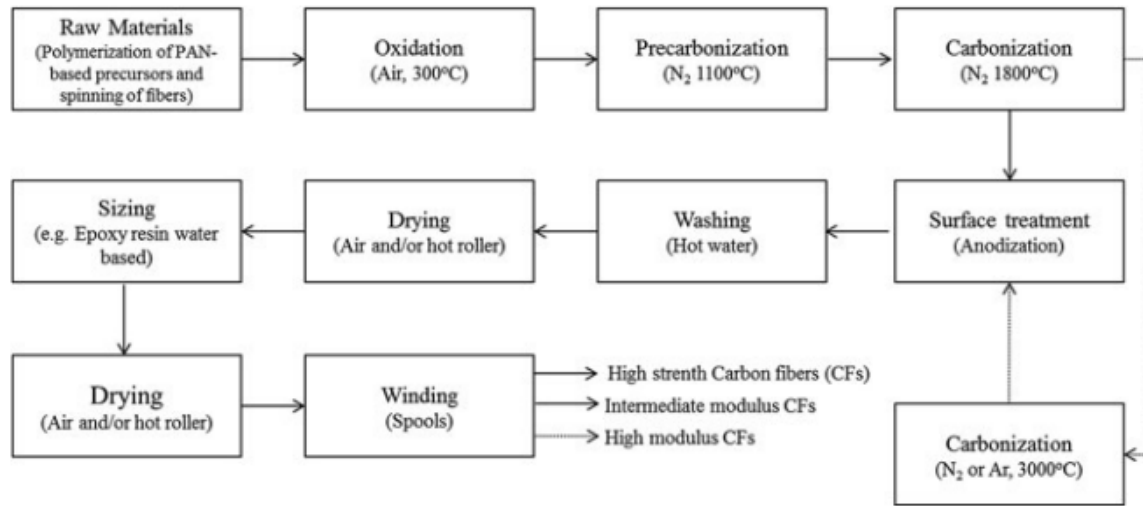 Raw Materials
(Polymerization of PAN-
based precursors and
spinning of fibers)
Oxidation
(Air, 300°C)
Precarbonization
(N₂ 1100°C)
Carbonization
(N₂ 1800°C)
Surface treatment
(Anodization)
Washing
(Hot water)
Drying
(Air and/or hot roller)
Sizing
(e.g. Epoxy resin water
based)
Drying
(Air and/or hot roller)
Winding
(Spools)
High strenth Carbon fibers (CFs)
Intermediate modulus CFs
High modulus CFs
Carbonization
(N₂ or Ar, 3000°C)